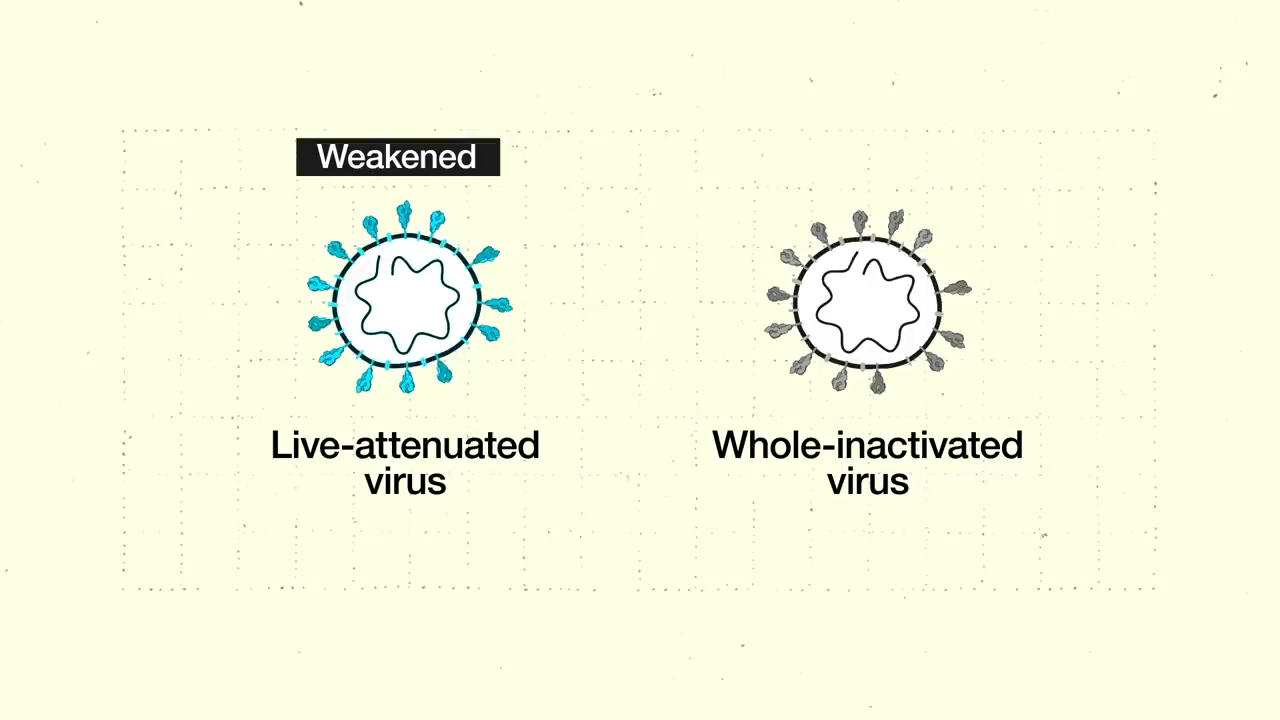 Weakened
Live-attenuated
virus
Whole-inactivated
virus